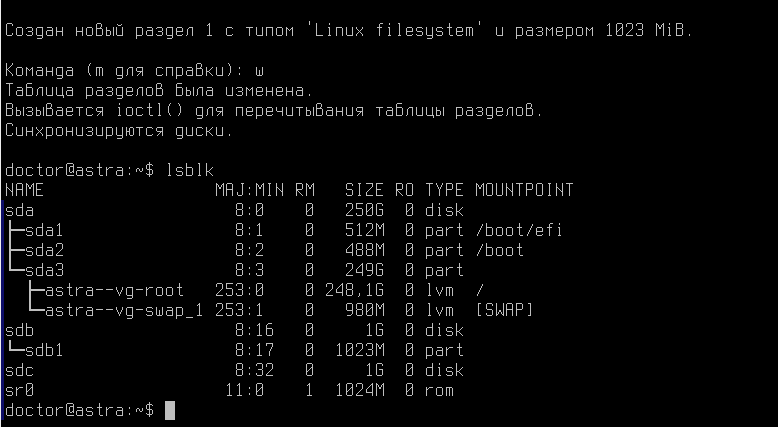 Создан новый раздел 1 с типом 'Linux filesystem' и размером 1023 MiB.
Команда (m для справки): w
Таблица разделов была изменена.
Вызывается ioctl() для перечитывания таблицы разделов.
Синхронизируются диски.
doctor@astra:~$ lsblk
NAME                 MAJ:MIN RM   SIZE RO TYPE MOUNTPOINT
sda                    8:0    0   250G  0 disk
├─sda1                 8:1    0   512M  0 part /boot/efi
├─sda2                 8:2    0   488M  0 part /boot
└─sda3                 8:3    0   249G  0 part
  ├─astra--vg-root   253:0    0 248,1G  0 lvm  /
  └─astra--vg-swap_1 253:1    0   980M  0 lvm  [SWAP]
sdb                    8:16   0     1G  0 disk
└─sdb1                 8:17   0  1023M  0 part
sdc                    8:32   0     1G  0 disk
sr0                   11:0    1  1024M  0 rom
doctor@astra:~$